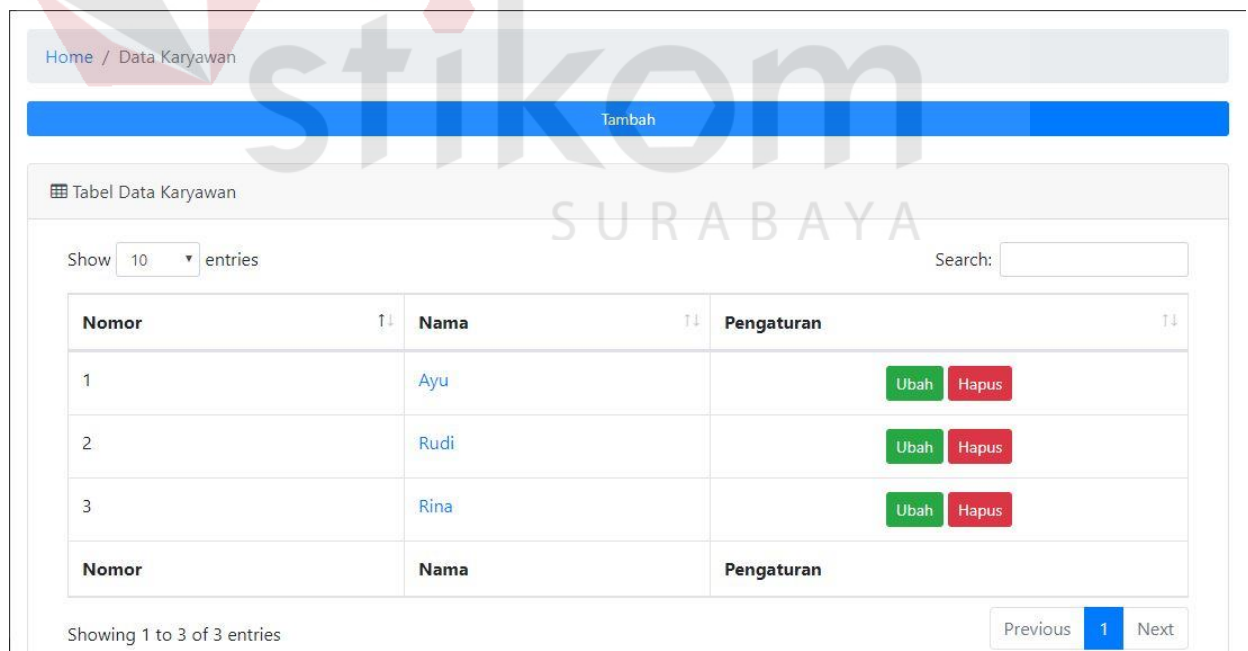 stikom
SURABAYA
Home / Data Karyawan
Tambah
Tabel Data Karyawan
Show 10 entries
Search:
Nomor Nama Pengaturan
1 Ayu Ubah Hapus
2 Rudi Ubah Hapus
3 Rina Ubah Hapus
Nomor Nama Pengaturan
Showing 1 to 3 of 3 entries
Previous 1 Next